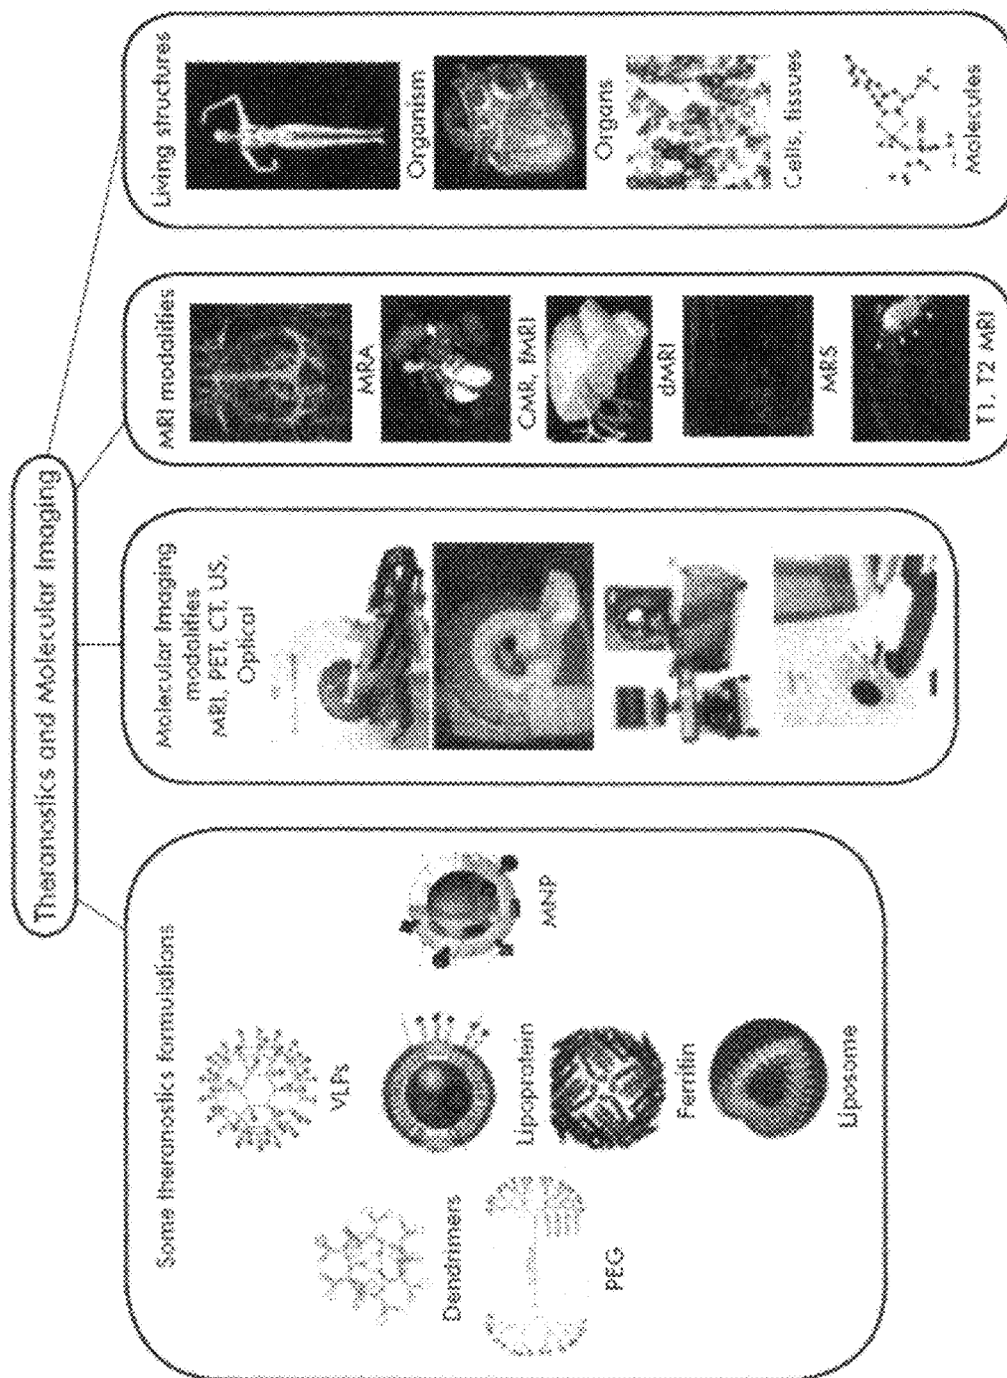 Theranostics and Molecular Imaging
Some theranostics formulations
VLPs
Dendrimers
Lipoprotein
MNP
PEG
Ferritin
Liposome
Molecular Imaging
modalities
MRI, PET, CT, US,
Optical
MRI modalities
MRA
CMR, fMRI
dMRI
MRS
T1, T2 MRI
Living structures
Organism
Organs
Cells, tissues
Molecules